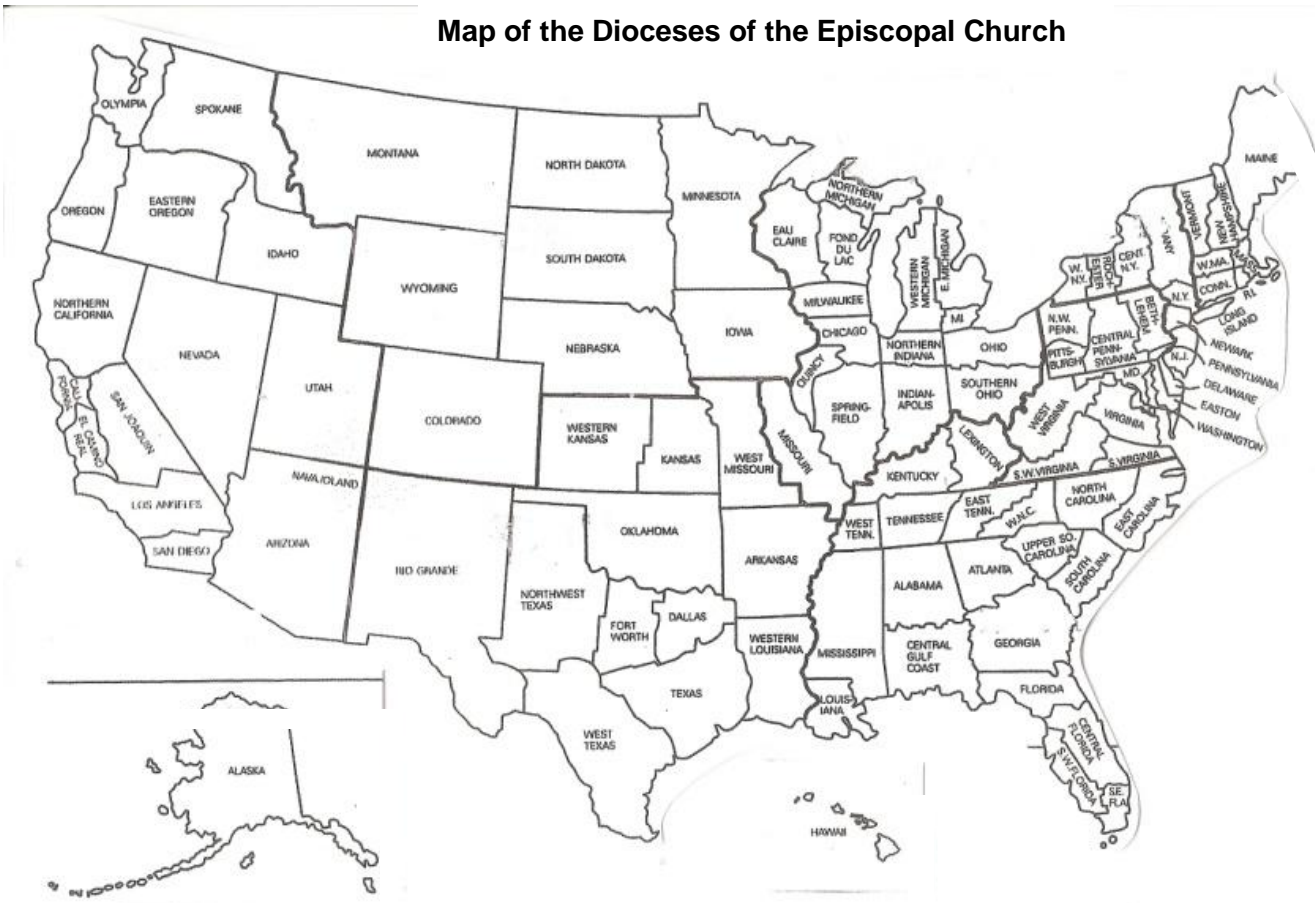 Map of the Dioceses of the Episcopal Church
OLYMPIA
SPOKANE
MONTANA
NORTH DAKOTA
MINNESOTA
OREGON
EASTERN
OREGON
IDAHO
WYOMING
SOUTH DAKOTA
EAU
CLAIRE
FOND
DU
LAC
NORTHERN
MICHIGAN
WESTERN
MICHIGAN
E. MICHIGAN
MI
MILWAUKEE
NORTHERN
CALIFORNIA
NEVADA
UTAH
COLORADO
NEBRASKA
IOWA
CHICAGO
QUINCY
NORTHERN
INDIANA
OHIO
SOUTHERN
OHIO
INDIAN-
APOLIS
SPRING-
FIELD
CALI-
FORNIA
EL CAMINO
REAL
SAN JOAQUIN
LOS ANGELES
SAN DIEGO
NAVAJOLAND
ARIZONA
RIO GRANDE
WESTERN
KANSAS
KANSAS
WEST
MISSOURI
MISSOURI
KENTUCKY
LEXINGTON
WEST
VIRGINIA
VIRGINIA
S.W.VIRGINIA
S.VIRGINIA
OKLAHOMA
ARKANSAS
WEST
TENN.
TENNESSEE
EAST
TENN.
W.N.C.
NORTH
CAROLINA
EAST
CAROLINA
UPPER SO.
CAROLINA
SOUTH
CAROLINA
NORTHWEST
TEXAS
FORT
WORTH
DALLAS
TEXAS
WEST
TEXAS
WESTERN
LOUISIANA
LOUIS-
IANA
MISSISSIPPI
ALABAMA
ATLANTA
GEORGIA
CENTRAL
GULF
COAST
FLORIDA
CENTRAL
FLORIDA
S.W.FLORIDA
S.E.
FLA
MAINE
NEW
HAMPSHIRE
VERMONT
ANY
CENT.
N.Y.
ROCH-
ESTER
W.
N.Y.
W.MA.
MASS
CONN.
R.I.
N.Y.
LONG
ISLAND
N.W.
PENN.
PITTS-
BURGH
CENTRAL
PENN-
SYLVANIA
BETH-
LEHEM
N.J.
MD
NEWARK
PENNSYLVANIA
DELAWARE
EASTON
WASHINGTON
ALASKA
HAWAII